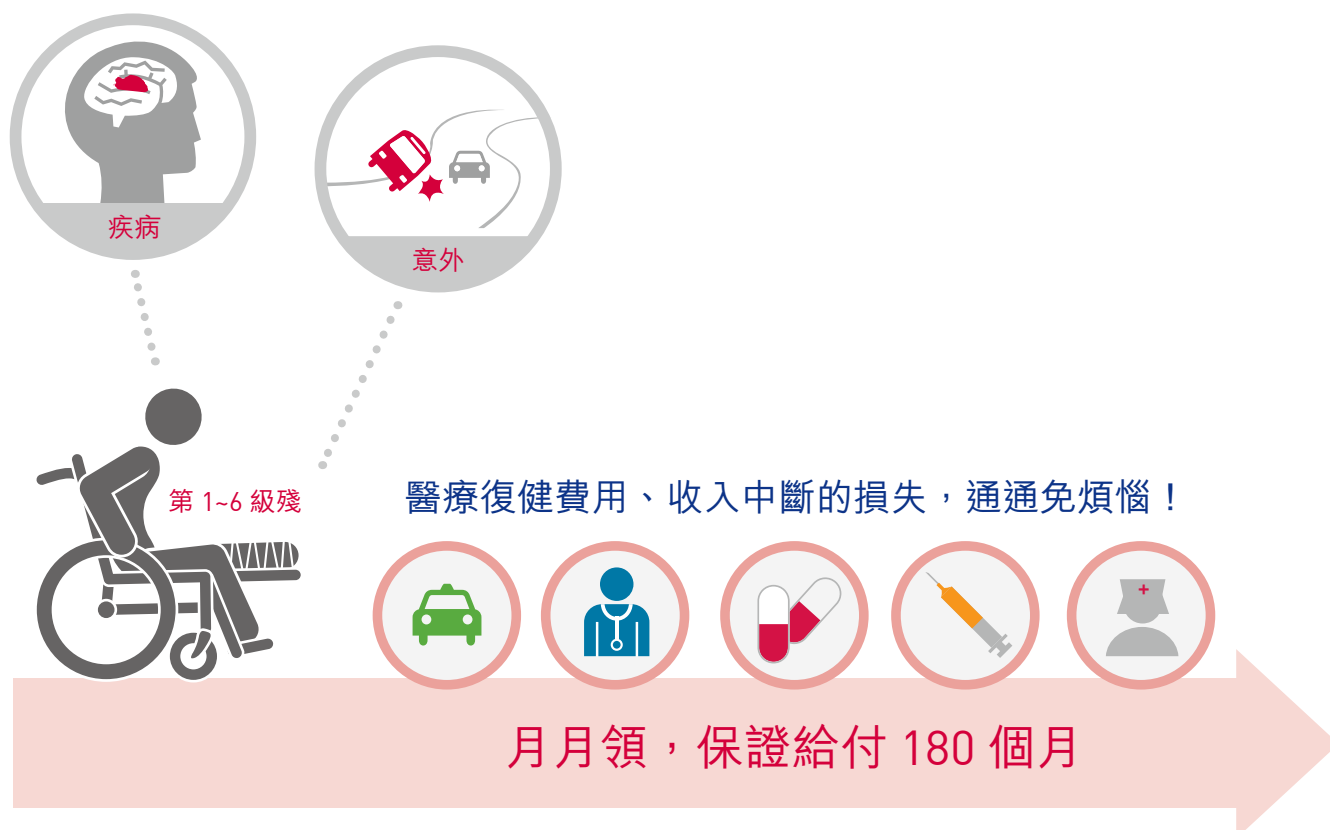 疾病
意外
第 1~6 級殘
醫療復健費用、收入中斷的損失，通通免煩惱！
月月領，保證給付 180 個月